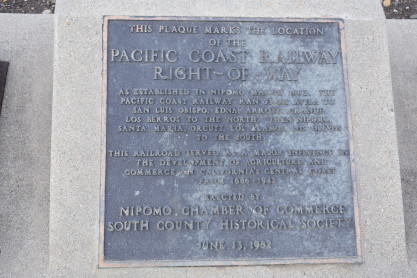 THIS PLAQUE MARKS THE LOCATION
OF THE
PACIFIC COAST RAILWAY
RIGHT-OF-WAY
AS ESTABLISHED IN NIPOMO THE
PACIFIC COAST RAILWAY RAN FROM AVILA TO
SAN LUIS OBISPO, EDNA, ARROYO GRANDE,
LOS BERROS TO THE NORTH, THEN NIPOMO,
SANTA MARIA, ORCUTT, LOS ALAMOS, LOS OLIVOS
TO THE SOUTH.
THIS RAILROAD SERVED AS A MAJOR INFLUENCE IN
THE DEVELOPMENT OF AGRICULTURE AND
COMMERCE ON CALIFORNIA'S CENTRAL COAST
FROM 1882-1942
ERECTED BY
NIPOMO CHAMBER OF COMMERCE
SOUTH COUNTY HISTORICAL SOCIETY
JUNE 13, 1982